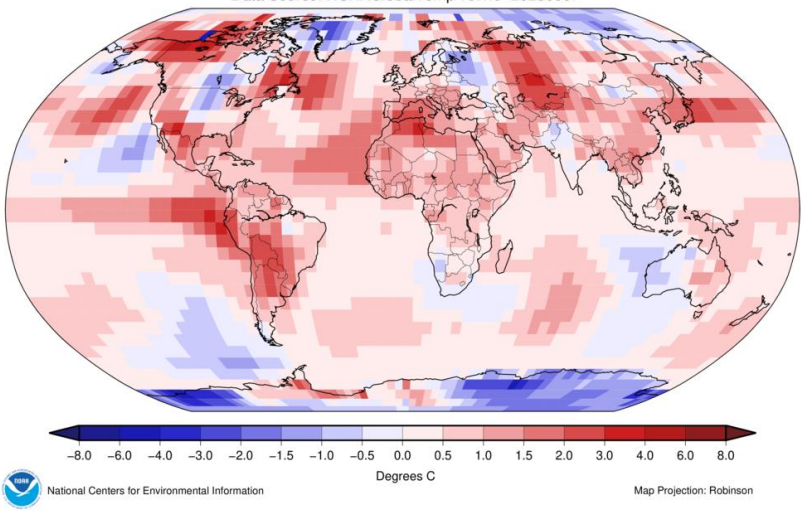 -8.0 -6.0 -4.0 -3.0 -2.0 -1.5 -1.0 -0.5 0.0 0.5 1.0 1.5 2.0 3.0 4.0 6.0 8.0
Degrees C
NOAA
National Centers for Environmental Information
Map Projection: Robinson